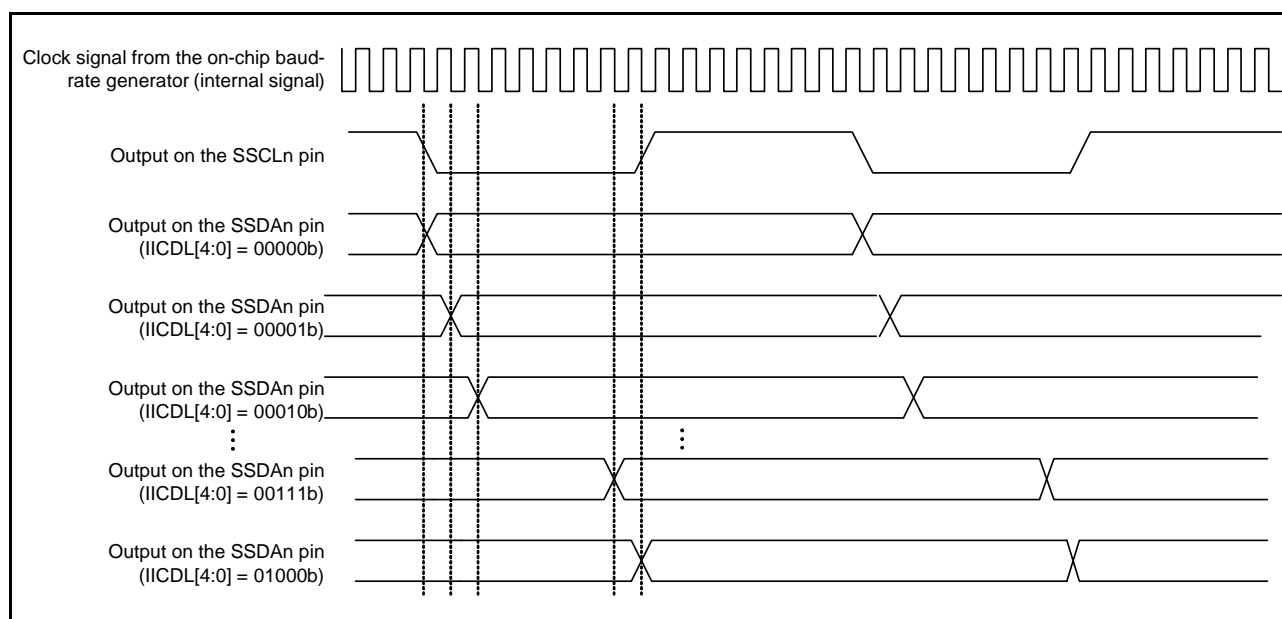 Clock signal from the on-chip baud-
rate generator (internal signal)
Output on the SSCLn pin
Output on the SSDAn pin
(IICDL[4:0] = 00000b)
Output on the SSDAn pin
(IICDL[4:0] = 00001b)
Output on the SSDAn pin
(IICDL[4:0] = 00010b)
Output on the SSDAn pin
(IICDL[4:0] = 00111b)
Output on the SSDAn pin
(IICDL[4:0] = 01000b)